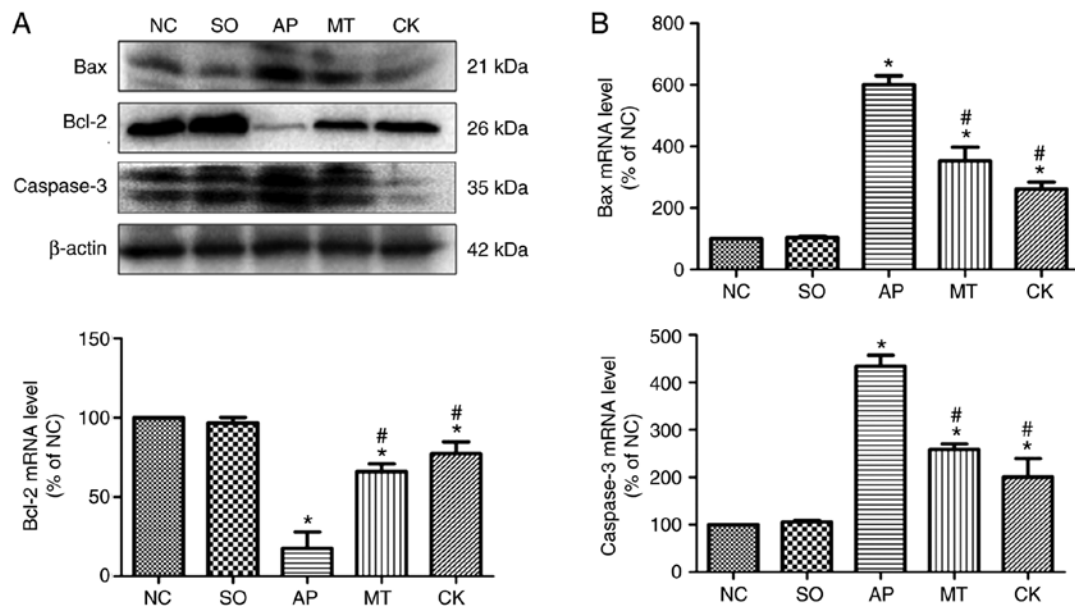 A
NC SO AP MT CK
Bax 21 kDa
Bcl-2 26 kDa
Caspase-3 35 kDa
β-actin 42 kDa
Bcl-2 mRNA level
(% of NC)
150
100
50
0
*
#
*
#
*
NC SO AP MT CK
B
Bax mRNA level
(% of NC)
800
600
400
200
0
*
#
*
#
*
NC SO AP MT CK
Caspase-3 mRNA level
(% of NC)
500
400
250
200
100
0
*
#
*
#
*
NC SO AP MT CK